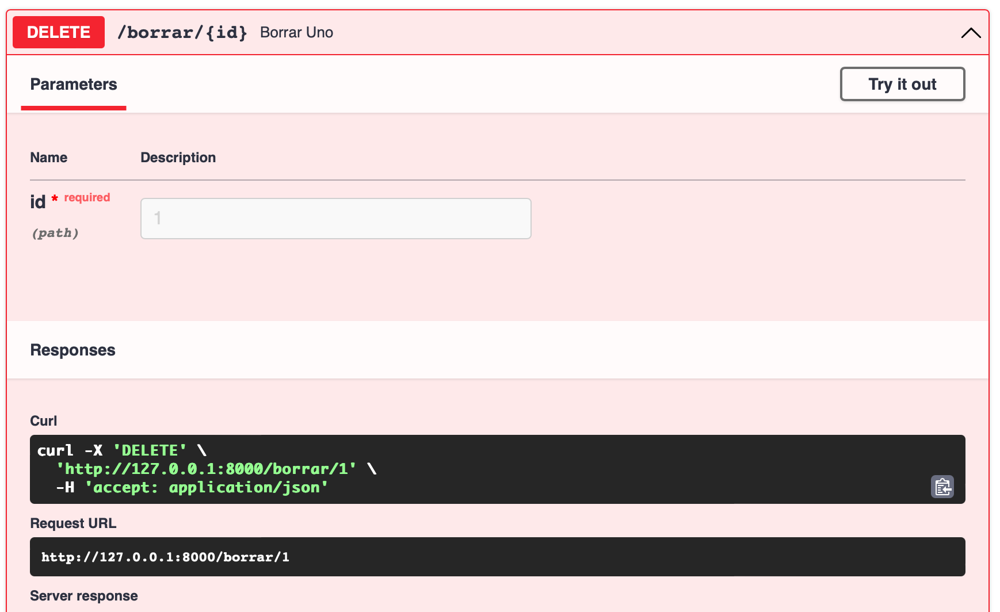 DELETE /borrar/{id} Borrar Uno
Parameters
Try it out
Name Description
id * required
1
(path)
Responses
Curl
curl -X 'DELETE' \
'http://127.0.0.1:8000/borrar/1' \
-H 'accept: application/json'
Request URL
http://127.0.0.1:8000/borrar/1
Server response